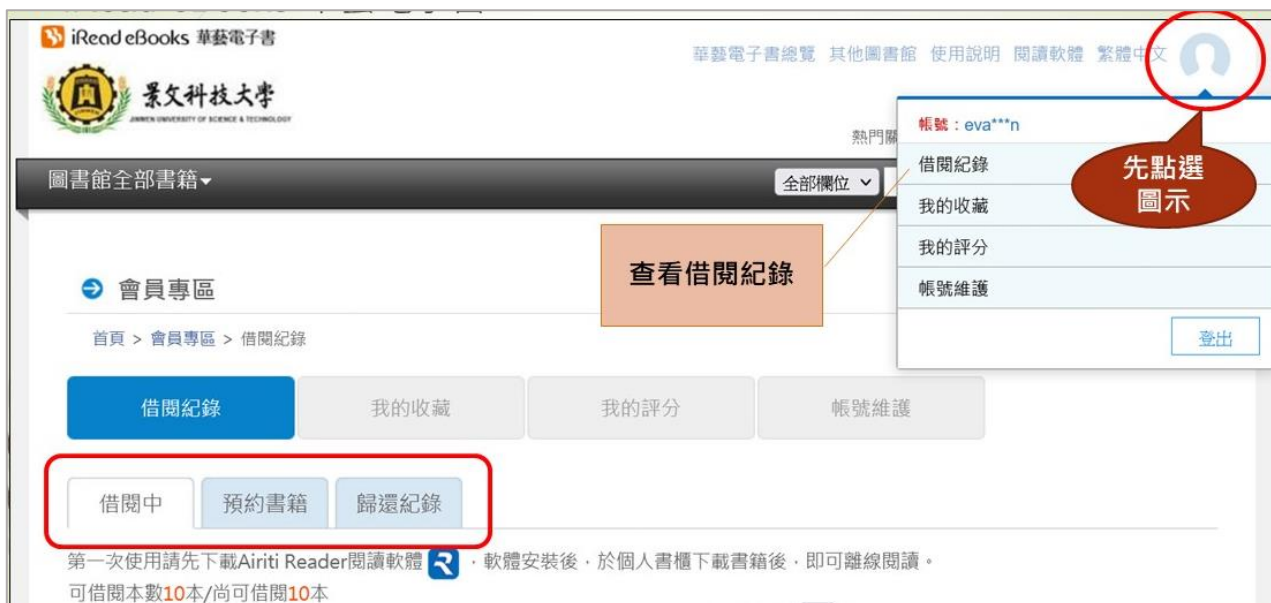 iRead eBooks 華藝電子書
華藝電子書總覽 其他圖書館 使用說明 閱讀軟體 繁體中文
景文科技大學
JINWEN UNIVERSITY OF SCIENCE & TECHNOLOGY
熱門關
帳號：eva***n
借閱紀錄
我的收藏
我的評分
帳號維護
登出
先點選
圖示
圖書館全部書籍▾
全部欄位
查看借閱紀錄
會員專區
首頁 > 會員專區 > 借閱紀錄
借閱紀錄 我的收藏 我的評分 帳號維護
借閱中 預約書籍 歸還紀錄
第一次使用請先下載Airiti Reader閱讀軟體，軟體安裝後，於個人書櫃下載書籍後，即可離線閱讀。
可借閱本數10本/尚可借閱10本